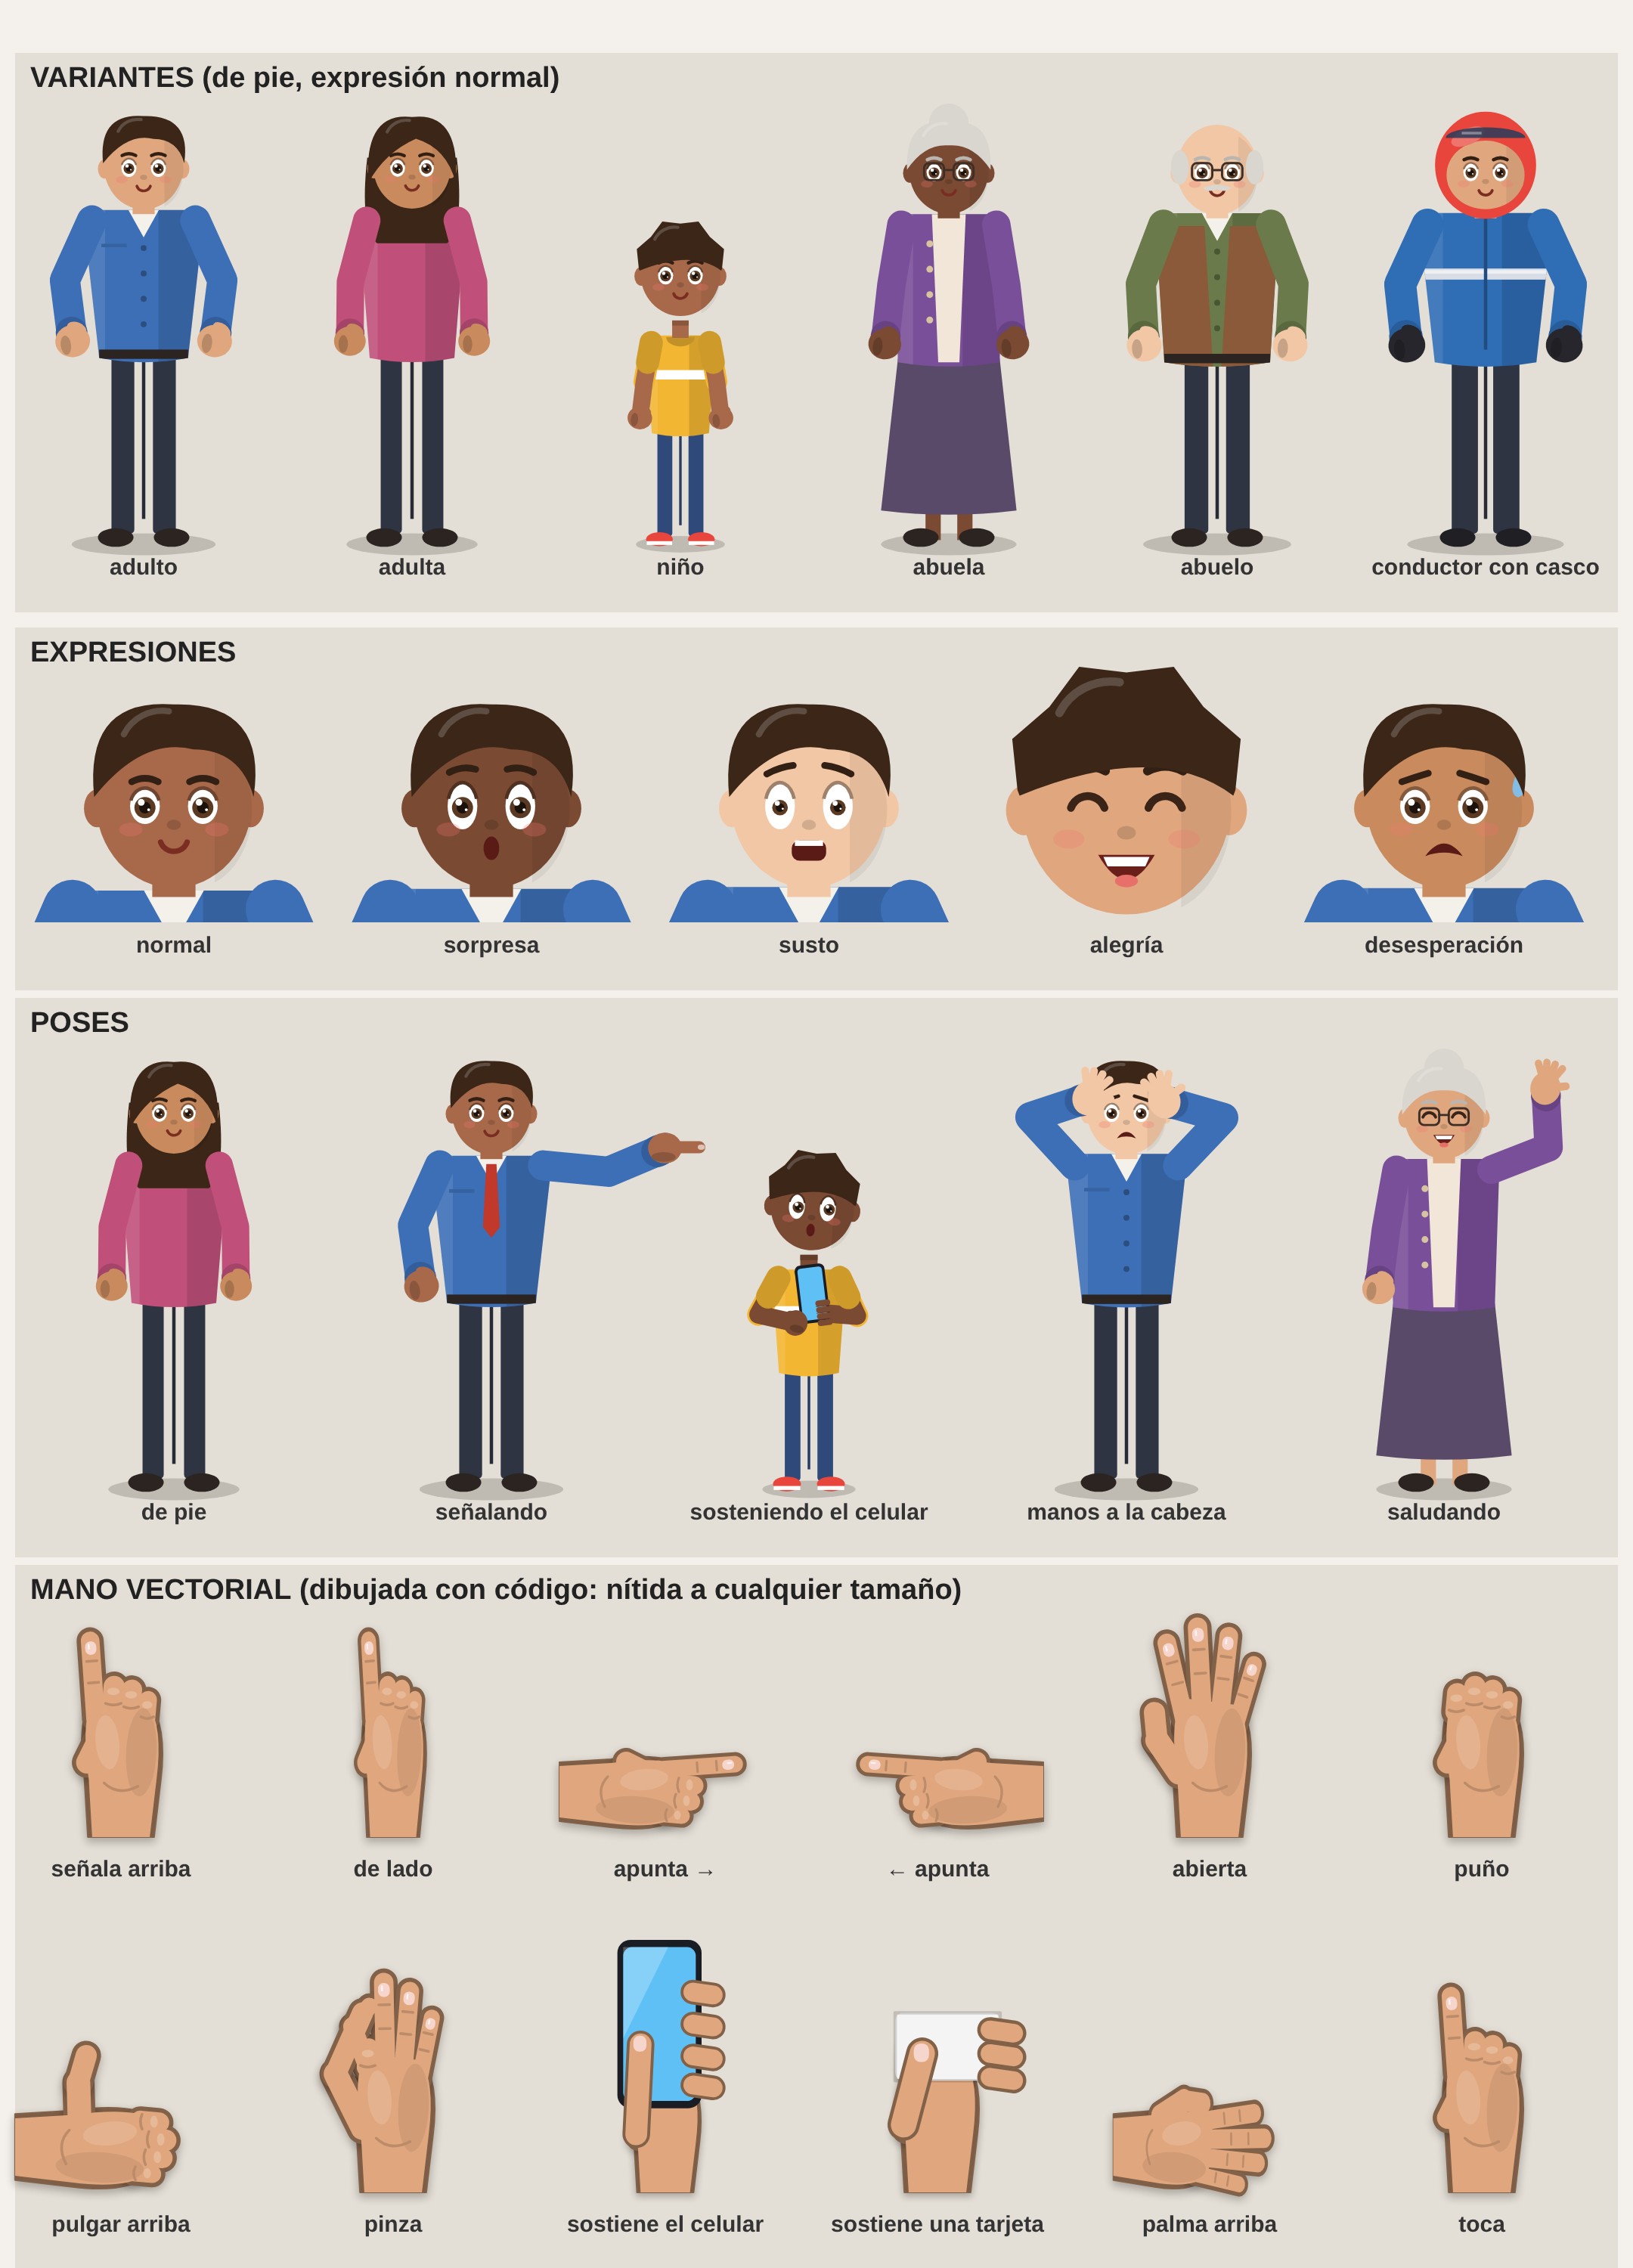 VARIANTES (de pie, expresión normal)
adulto adulta niño abuela abuelo conductor con casco
EXPRESIONES
normal sorpresa susto alegría desesperación
POSES
de pie señalando sosteniendo el celular manos a la cabeza saludando
MANO VECTORIAL (dibujada con código: nítida a cualquier tamaño)
señala arriba de lado apunta → ← apunta abierta puño
pulgar arriba pinza sostiene el celular sostiene una tarjeta palma arriba toca